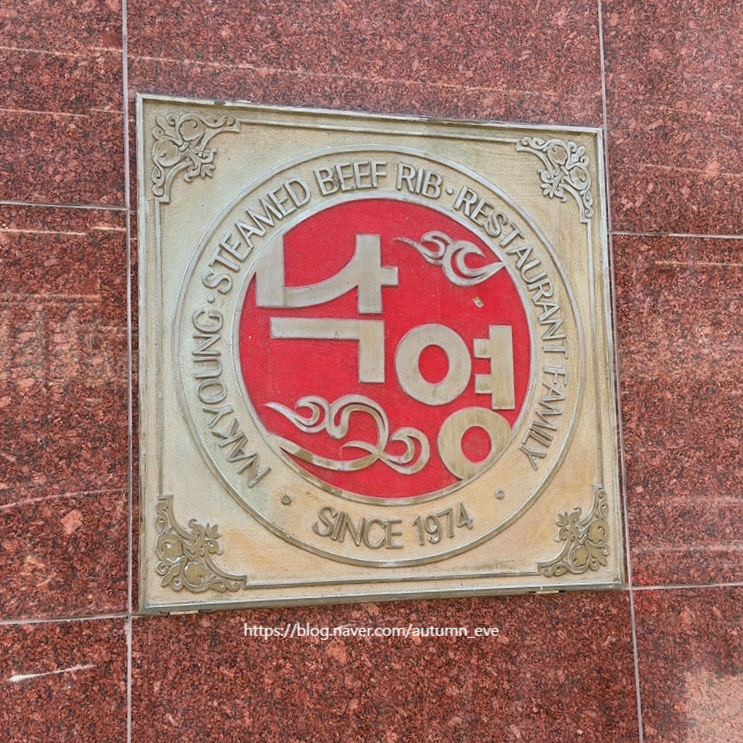 NAKYOUNG·STEAMED BEEF RIB·RESTAURANT FAMILY
낙영
SINCE 1974
https://blog.naver.com/autumn_eve